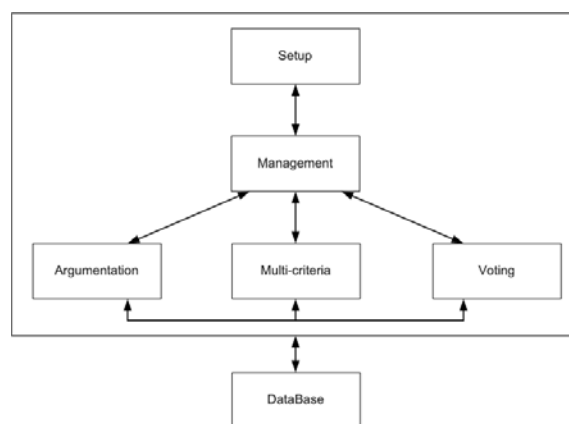 Setup
Management
Argumentation
Multi-criteria
Voting
DataBase